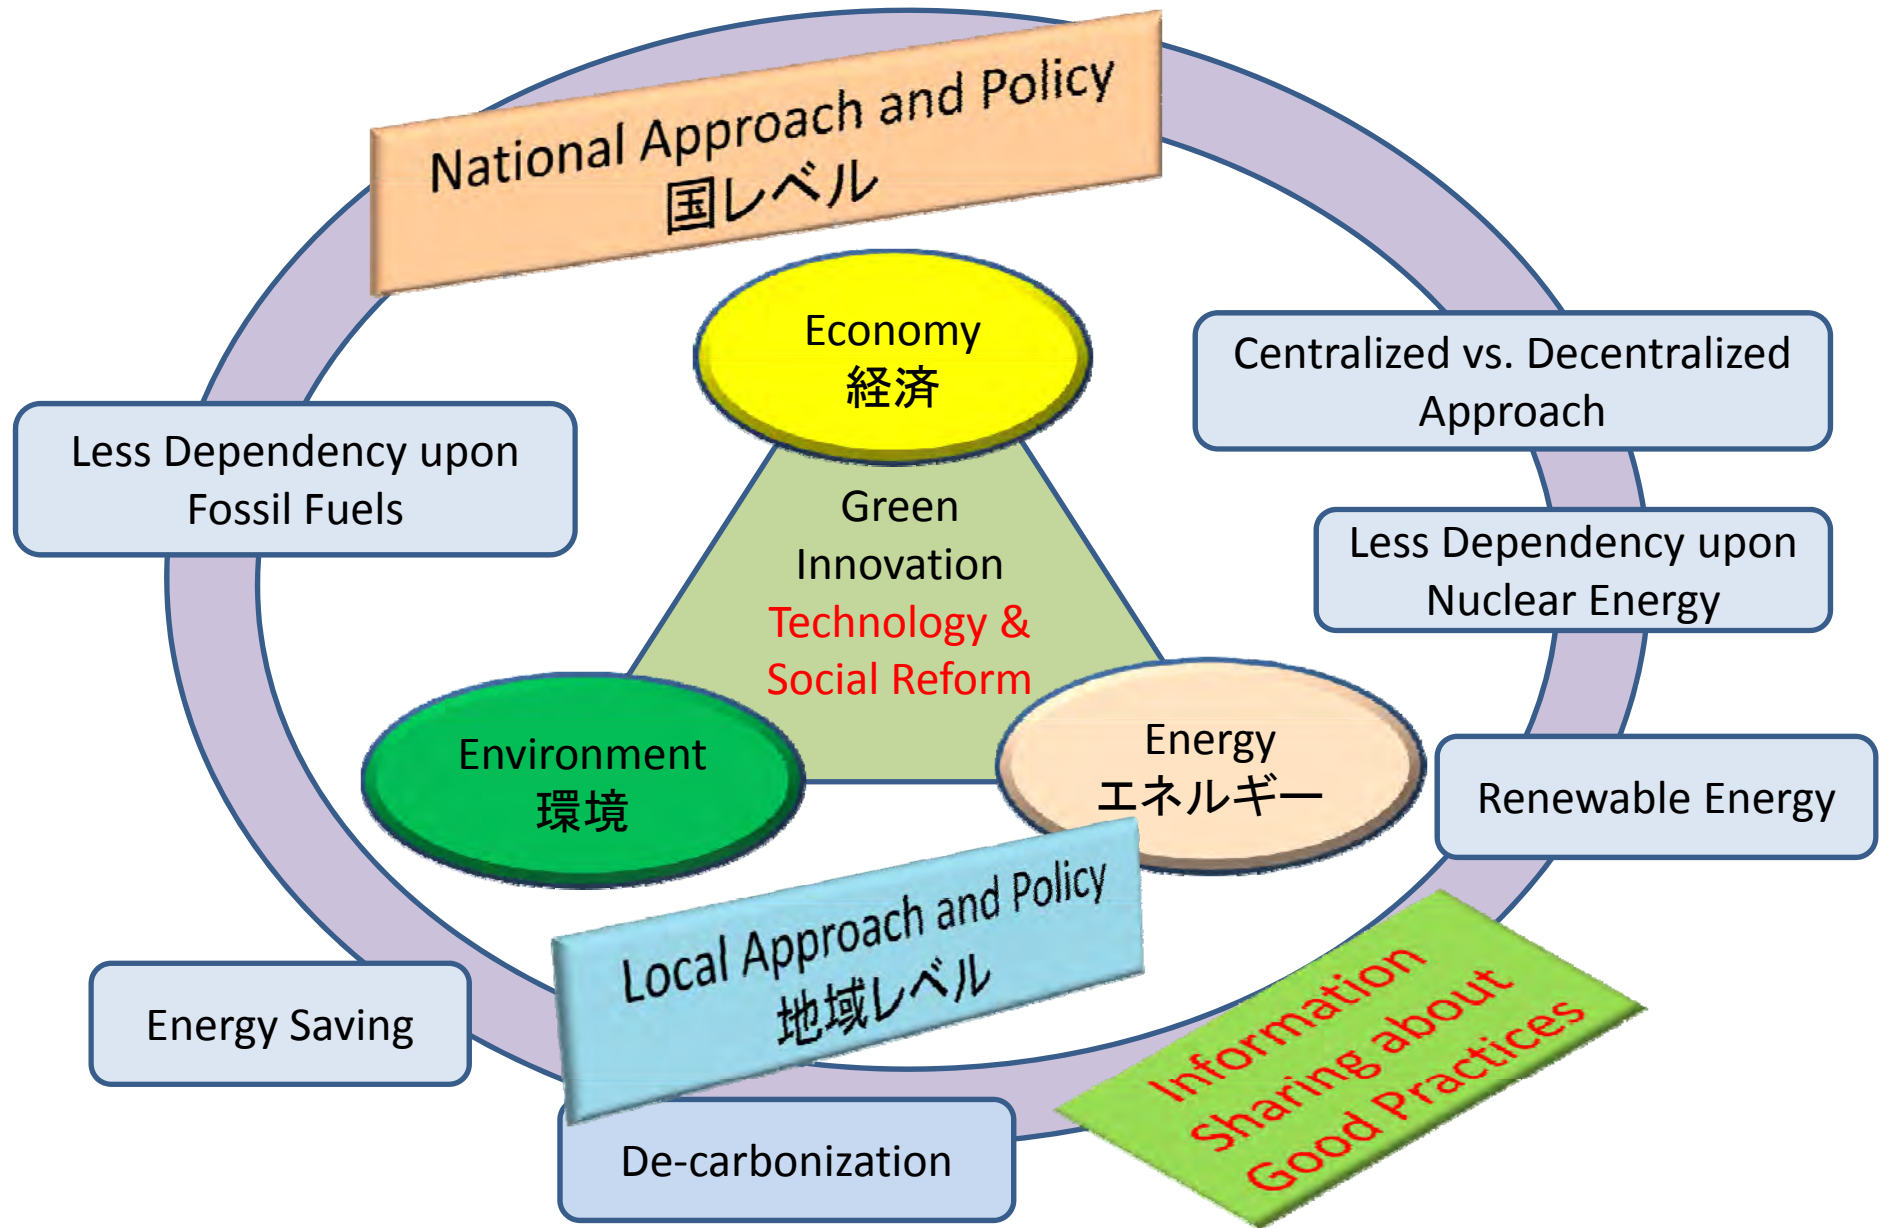 National Approach and Policy
国レベル
Economy
経済
Centralized vs. Decentralized
Approach
Less Dependency upon
Fossil Fuels
Green
Innovation
Technology &
Social Reform
Less Dependency upon
Nuclear Energy
Environment
環境
Energy
エネルギー
Renewable Energy
Local Approach and Policy
地域レベル
Energy Saving
Information
Sharing about
Good Practices
De-carbonization